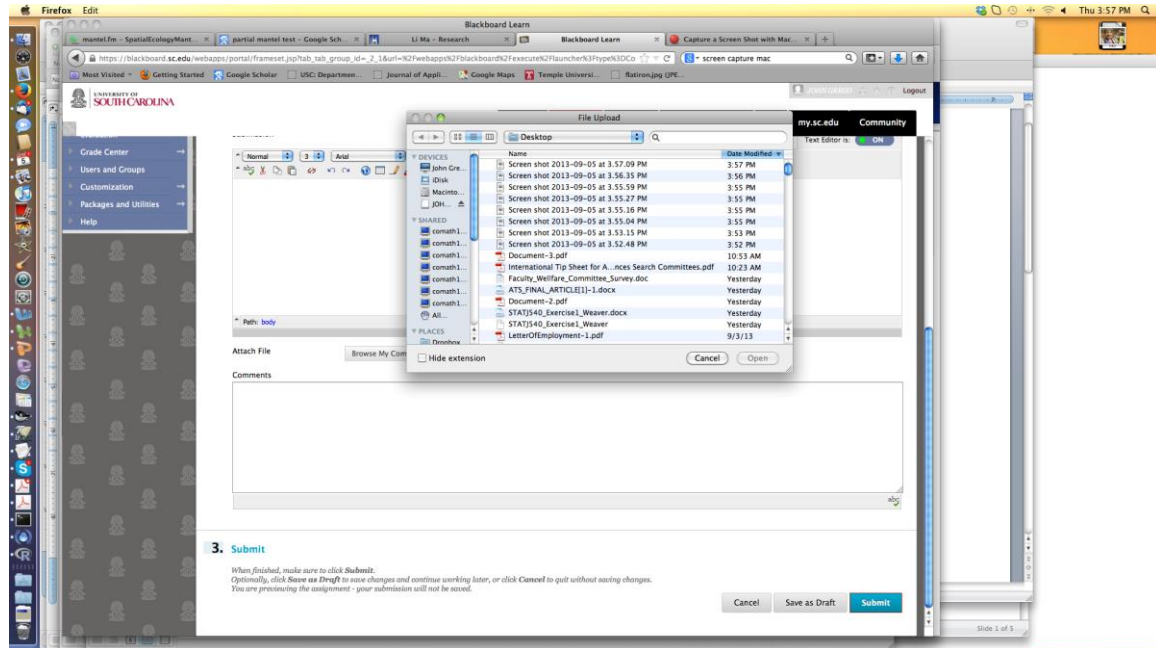 Firefox Edit
Thu 3:57 PM
Blackboard Learn
mantel.fm - SpatialEcologyMant...
partial mantel test - Google Sch...
Li Ma - Research
Blackboard Learn
Capture a Screen Shot with Mac...
https://blackboard.sc.edu/webapps/portal/frameset.jsp?tab_tab_group_id=_2_1&url=%2Fwebapps%2Fblackboard%2Fexecute%2Flauncher%3Ftype%3DCo
screen capture mac
Most Visited
Getting Started
Google Scholar
USC: Departmen...
Journal of Appli...
Google Maps
Temple Universi...
flatiron.jpg (JPE...
UNIVERSITY OF
SOUTH CAROLINA
Logout
my.sc.edu
Community
Text Editor is:
ON
Grade Center
Users and Groups
Customization
Packages and Utilities
Help
Normal
3
Arial
Path: body
File Upload
Desktop
DEVICES
John Gre...
iDisk
Macinto...
JOH...
SHARED
comath1...
comath1...
comath1...
comath1...
comath1...
comath1...
All...
PLACES
Dropbox
Name
Date Modified
Screen shot 2013-09-05 at 3.57.09 PM 3:57 PM
Screen shot 2013-09-05 at 3.56.35 PM 3:56 PM
Screen shot 2013-09-05 at 3.55.59 PM 3:55 PM
Screen shot 2013-09-05 at 3.55.27 PM 3:55 PM
Screen shot 2013-09-05 at 3.55.16 PM 3:55 PM
Screen shot 2013-09-05 at 3.55.04 PM 3:55 PM
Screen shot 2013-09-05 at 3.53.15 PM 3:53 PM
Screen shot 2013-09-05 at 3.52.48 PM 3:52 PM
Document-3.pdf 10:53 AM
International Tip Sheet for A...nces Search Committees.pdf 10:23 AM
Faculty_Wellfare_Committee_Survey.doc Yesterday
ATS_FINAL_ARTICLE[1]-1.docx Yesterday
Document-2.pdf Yesterday
STATJ540_Exercise1_Weaver.docx Yesterday
STATJ540_Exercise1_Weaver Yesterday
LetterOfEmployment-1.pdf 9/3/13
Hide extension
Cancel
Open
Attach File
Browse My Com
Comments
3. Submit
When finished, make sure to click Submit.
Optionally, click Save as Draft to save changes and continue working later, or click Cancel to quit without saving changes.
You are previewing the assignment - your submission will not be saved.
Cancel
Save as Draft
Submit
Slide 1 of 5